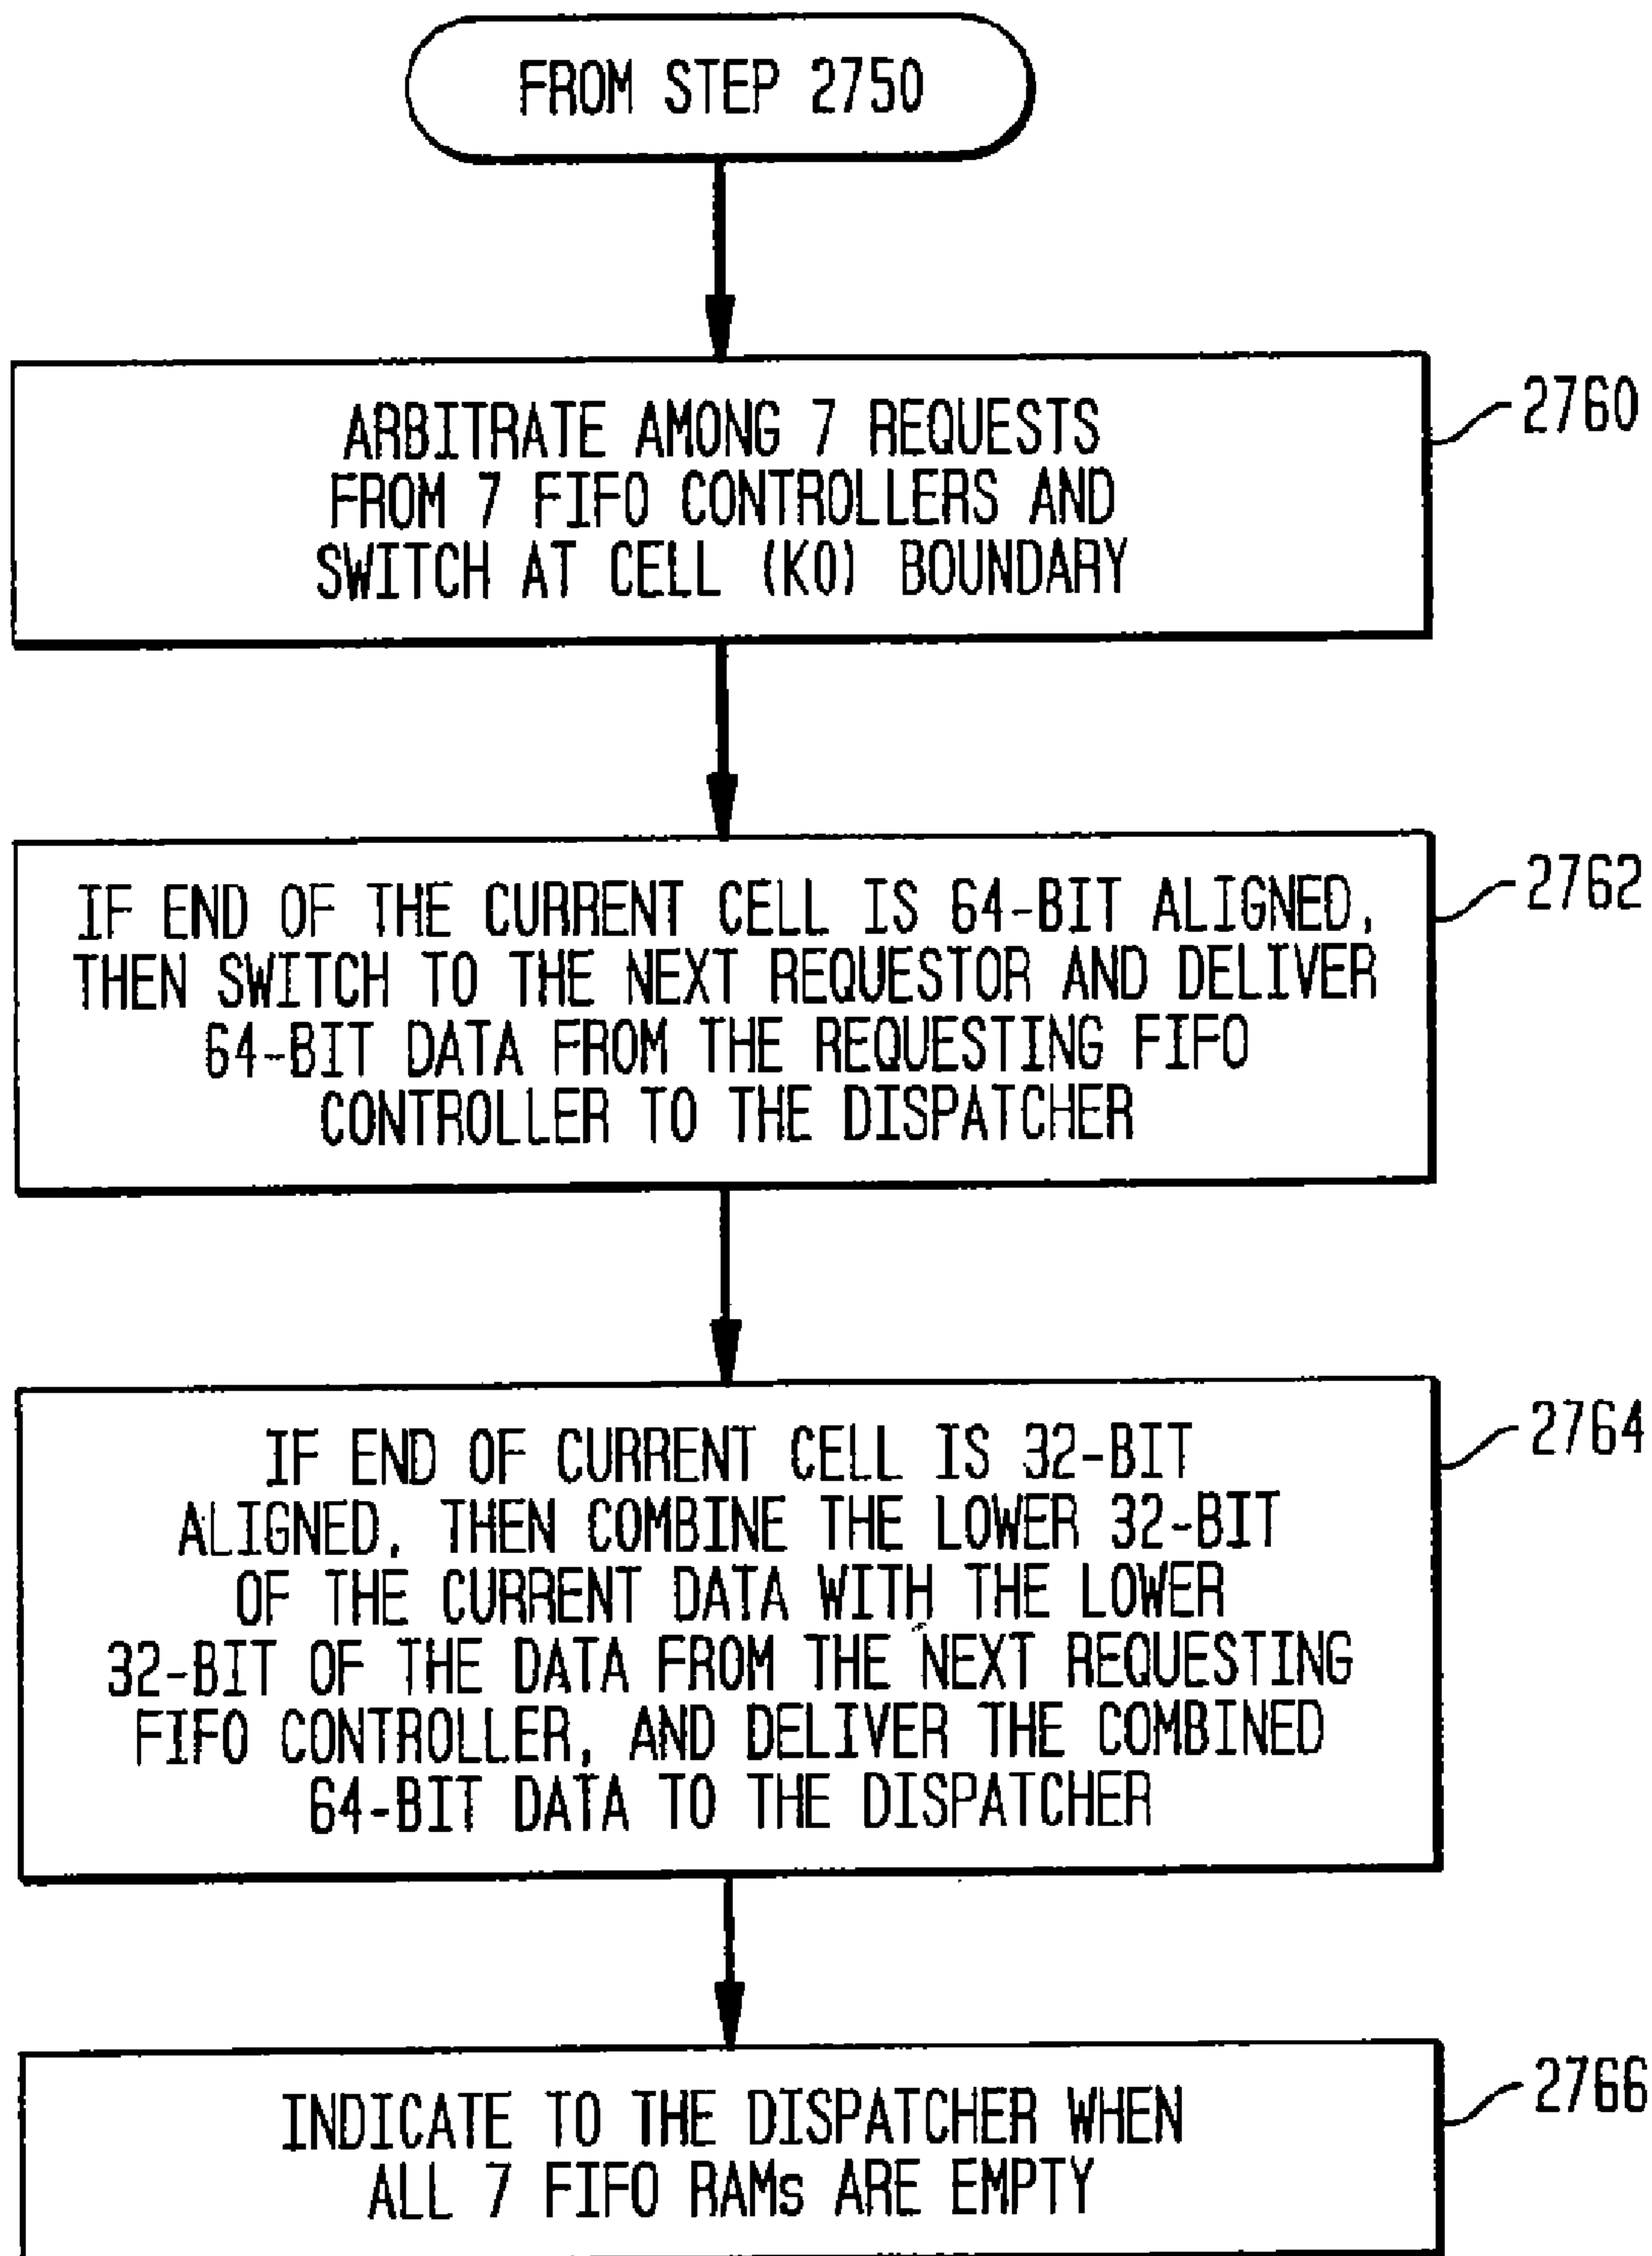 FROM STEP 2750
ARBITRATE AMONG 7 REQUESTS
FROM 7 FIFO CONTROLLERS AND
SWITCH AT CELL (K0) BOUNDARY
2760
IF END OF THE CURRENT CELL IS 64-BIT ALIGNED,
THEN SWITCH TO THE NEXT REQUESTOR AND DELIVER
64-BIT DATA FROM THE REQUESTING FIFO
CONTROLLER TO THE DISPATCHER
2762
IF END OF CURRENT CELL IS 32-BIT
ALIGNED, THEN COMBINE THE LOWER 32-BIT
OF THE CURRENT DATA WITH THE LOWER
32-BIT OF THE DATA FROM THE NEXT REQUESTING
FIFO CONTROLLER, AND DELIVER THE COMBINED
64-BIT DATA TO THE DISPATCHER
2764
INDICATE TO THE DISPATCHER WHEN
ALL 7 FIFO RAMs ARE EMPTY
2766